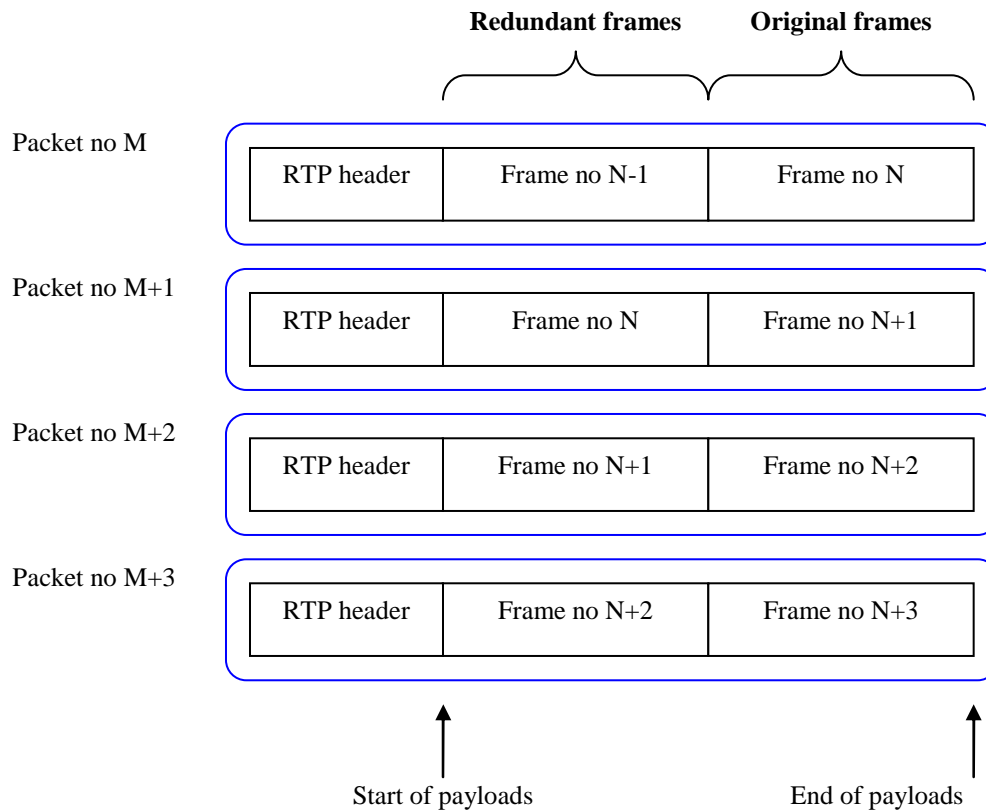 Redundant frames Original frames
Packet no M
RTP header Frame no N-1 Frame no N
Packet no M+1
RTP header Frame no N Frame no N+1
Packet no M+2
RTP header Frame no N+1 Frame no N+2
Packet no M+3
RTP header Frame no N+2 Frame no N+3
Start of payloads End of payloads